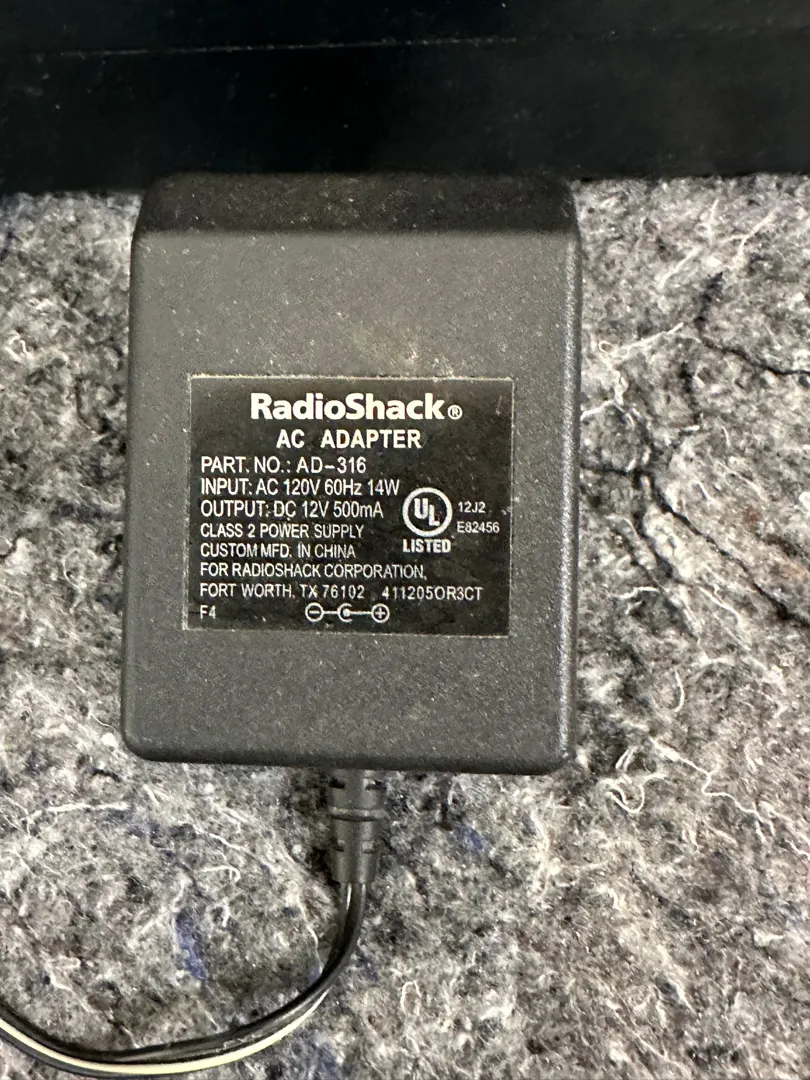 RadioShack®
AC ADAPTER
PART. NO.: AD-316
INPUT: AC 120V 60Hz 14W
OUTPUT: DC 12V 500mA
UL 12J2
E82456
LISTED
CLASS 2 POWER SUPPLY
CUSTOM MFD. IN CHINA
FOR RADIOSHACK CORPORATION,
FORT WORTH, TX 76102 411205OR3CT
F4